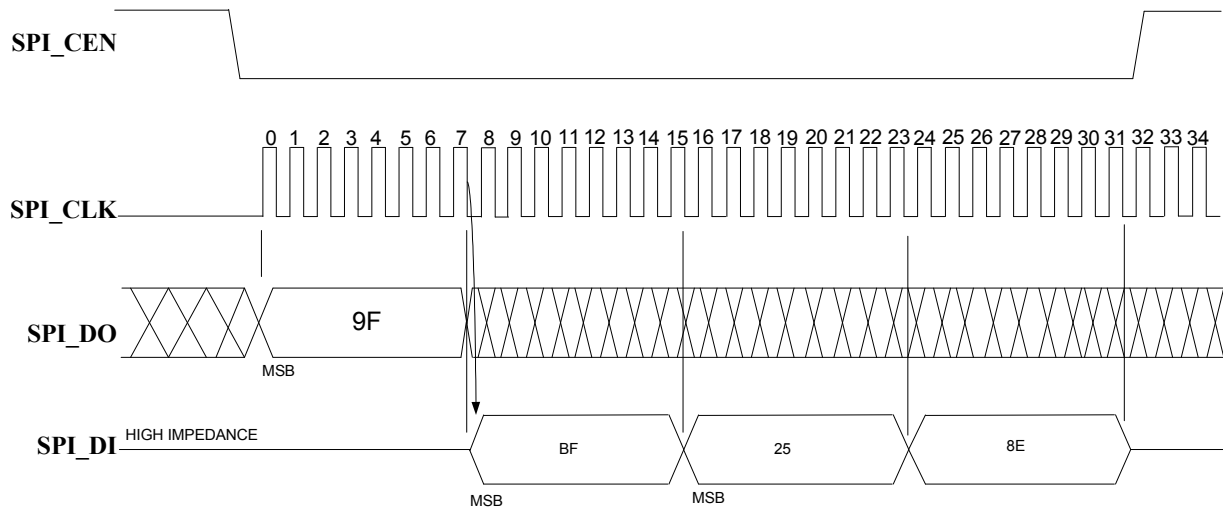 SPI_CEN
0 1 2 3 4 5 6 7 8 9 10 11 12 13 14 15 16 17 18 19 20 21 22 23 24 25 26 27 28 29 30 31 32 33 34
SPI_CLK
SPI_DO
9F
MSB
HIGH IMPEDANCE
SPI_DI
BF
25
8E
MSB
MSB